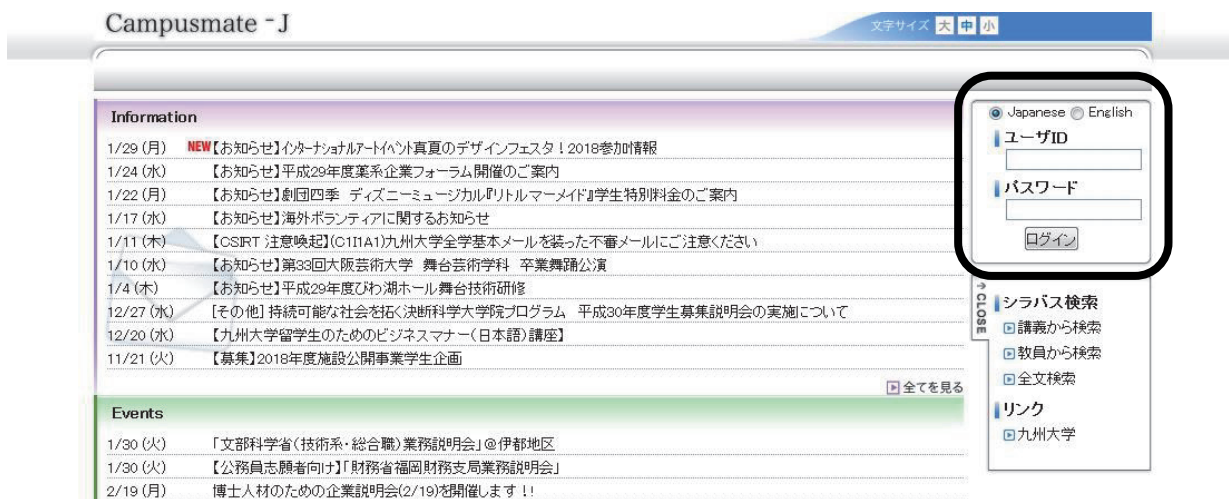 Campusmate-J
文字サイズ 大 中 小
Information
1/29(月) NEW【お知らせ】インターナショナルアートイベント真夏のデザインフェスタ！2018参加情報
1/24(水) 【お知らせ】平成29年度薬系企業フォーラム開催のご案内
1/22(月) 【お知らせ】劇団四季 ディズニーミュージカル『リトルマーメイド』学生特別料金のご案内
1/17(水) 【お知らせ】海外ボランティアに関するお知らせ
1/11(木) 【CSIRT 注意喚起】(C1I1A1)九州大学全学基本メールを装った不審メールにご注意ください
1/10(水) 【お知らせ】第33回大阪芸術大学 舞台芸術学科 卒業舞踊公演
1/4(木) 【お知らせ】平成29年度びわ湖ホール舞台技術研修
12/27(水) [その他] 持続可能な社会を拓く決断科学大学院プログラム 平成30年度学生募集説明会の実施について
12/20(水) 【九州大学留学生のためのビジネスマナー(日本語)講座】
11/21(火) 【募集】2018年度施設公開事業学生企画
全てを見る
Events
1/30(火) 「文部科学省(技術系・総合職)業務説明会」@伊都地区
1/30(火) 【公務員志願者向け】「財務省福岡財務支局業務説明会」
2/19(月) 博士人材のための企業説明会(2/19)を開催します!!
Japanese English
ユーザID
パスワード
ログイン
→CLOSE
シラバス検索
講義から検索
教員から検索
全文検索
リンク
九州大学